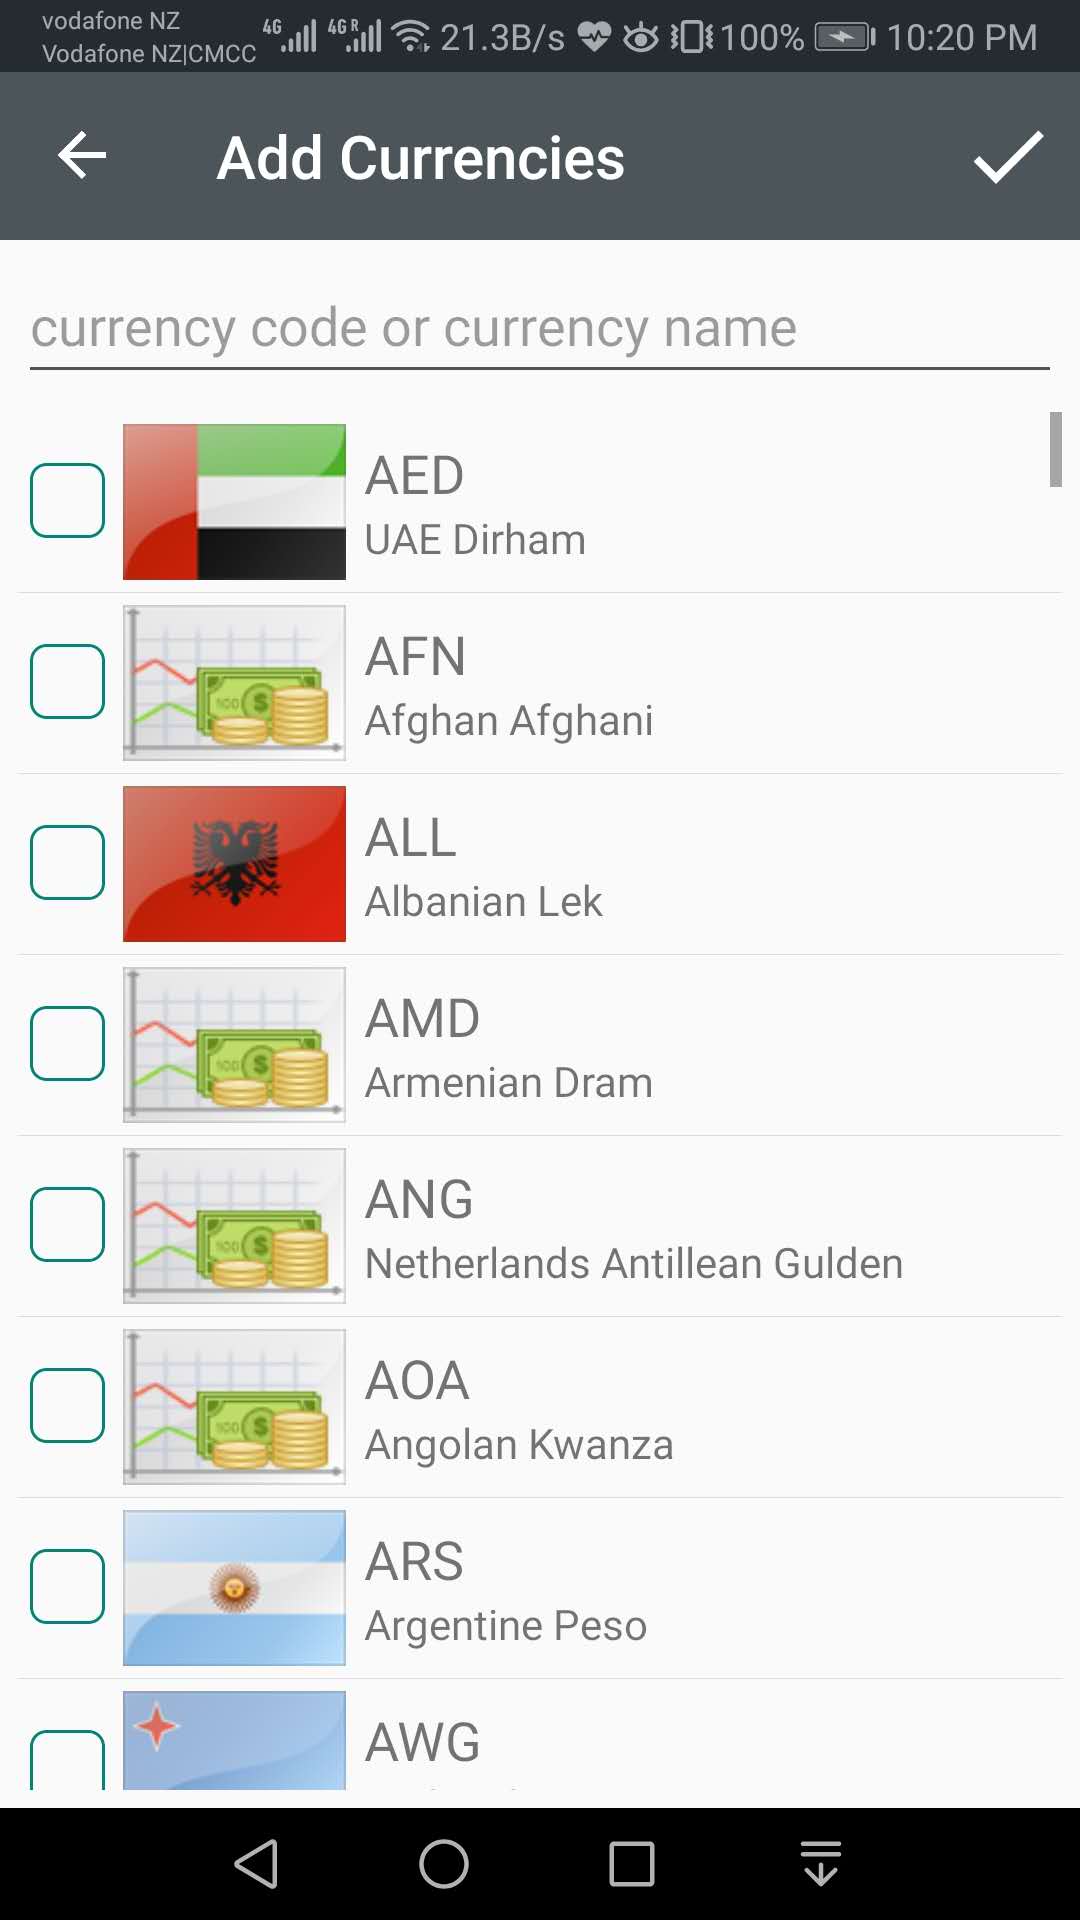 vodafone NZ
Vodafone NZ|CMCC
4G 4G R 21.3B/s 100% 10:20 PM
Add Currencies
currency code or currency name
AED
UAE Dirham
AFN
Afghan Afghani
ALL
Albanian Lek
AMD
Armenian Dram
ANG
Netherlands Antillean Gulden
AOA
Angolan Kwanza
ARS
Argentine Peso
AWG